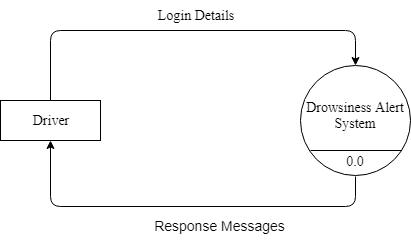 Login Details
Driver
Drowsiness Alert
System
0.0
Response Messages